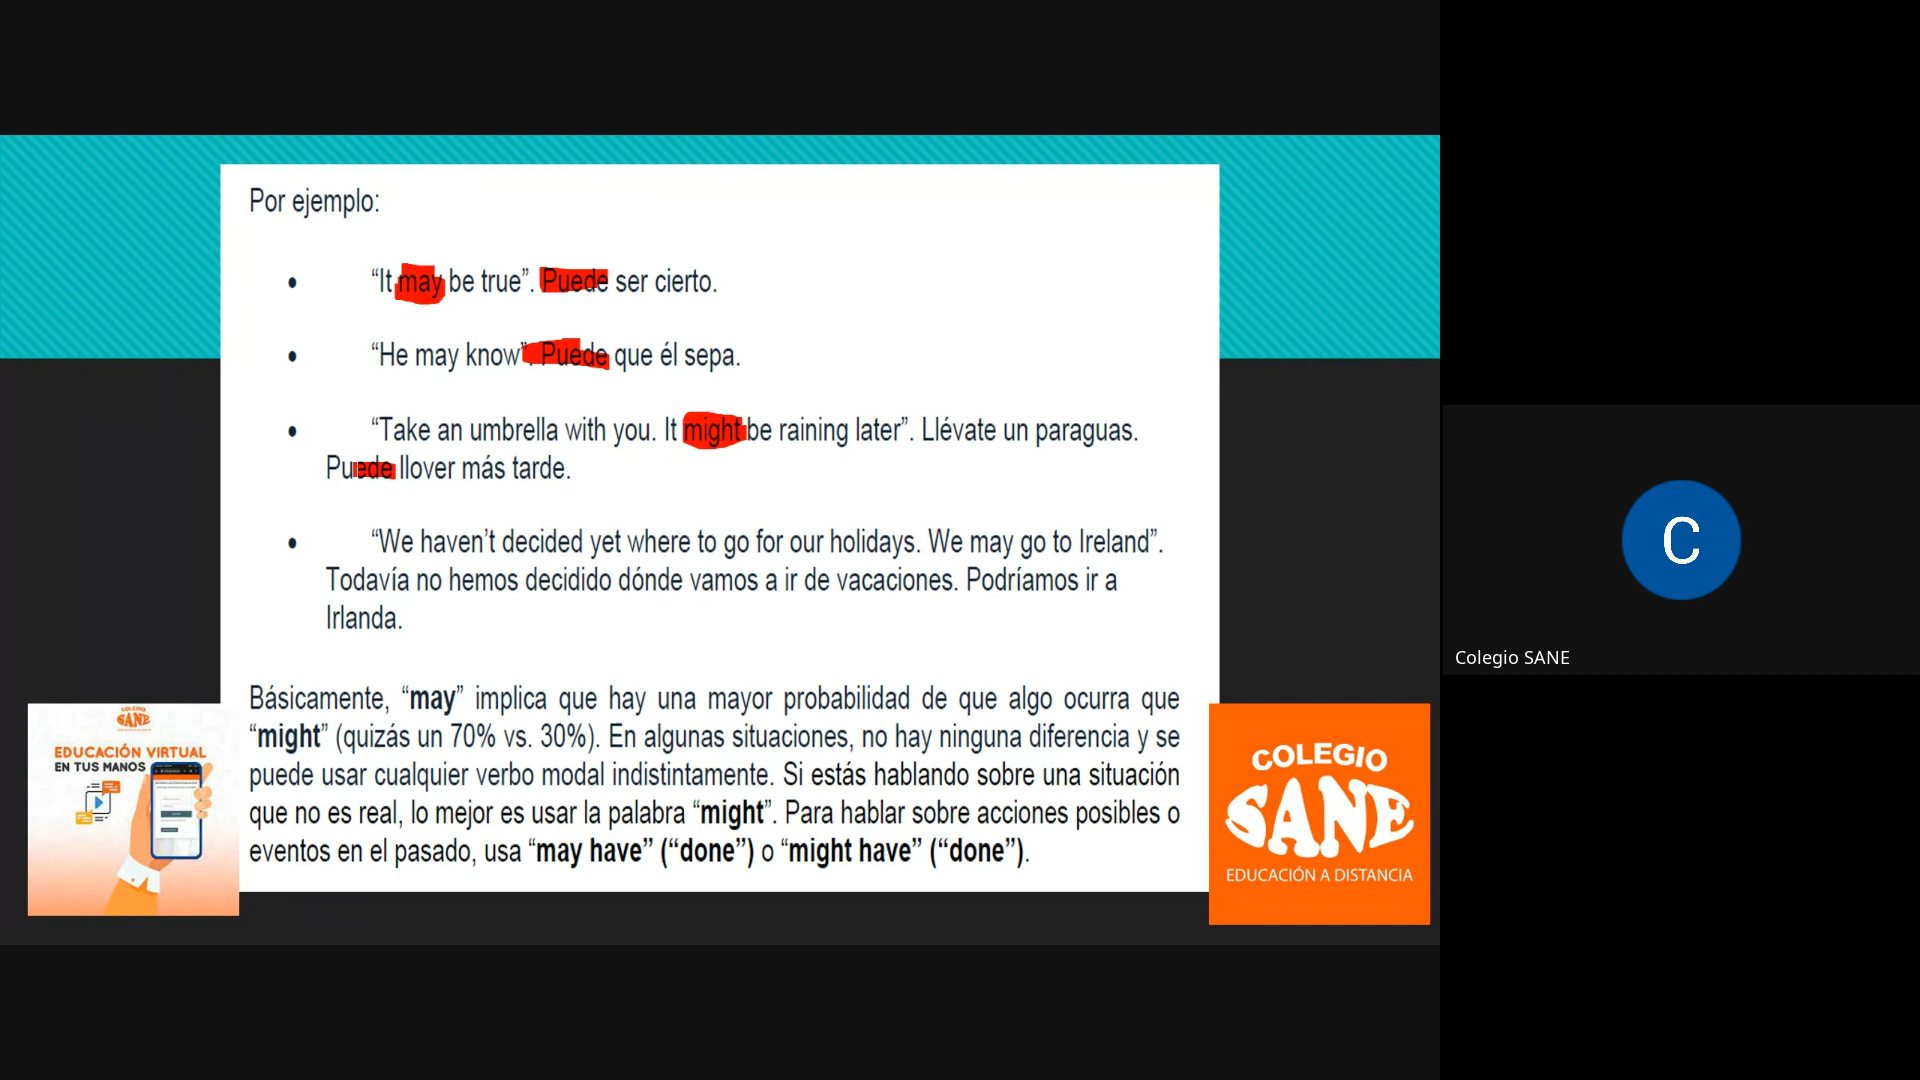 Por ejemplo:
• “It may be true”. Puede ser cierto.
• “He may know”. Puede que él sepa.
• “Take an umbrella with you. It might be raining later”. Llévate un paraguas.
Puede llover más tarde.
• “We haven’t decided yet where to go for our holidays. We may go to Ireland”.
Todavía no hemos decidido dónde vamos a ir de vacaciones. Podríamos ir a
Irlanda.
Básicamente, “may” implica que hay una mayor probabilidad de que algo ocurra que
“might” (quizás un 70% vs. 30%). En algunas situaciones, no hay ninguna diferencia y se
puede usar cualquier verbo modal indistintamente. Si estás hablando sobre una situación
que no es real, lo mejor es usar la palabra “might”. Para hablar sobre acciones posibles o
eventos en el pasado, usa “may have” (“done”) o “might have” (“done”).
COLEGIO
SANE
EDUCACIÓN VIRTUAL
EN TUS MANOS
COLEGIO
SANE
EDUCACIÓN A DISTANCIA
C
Colegio SANE